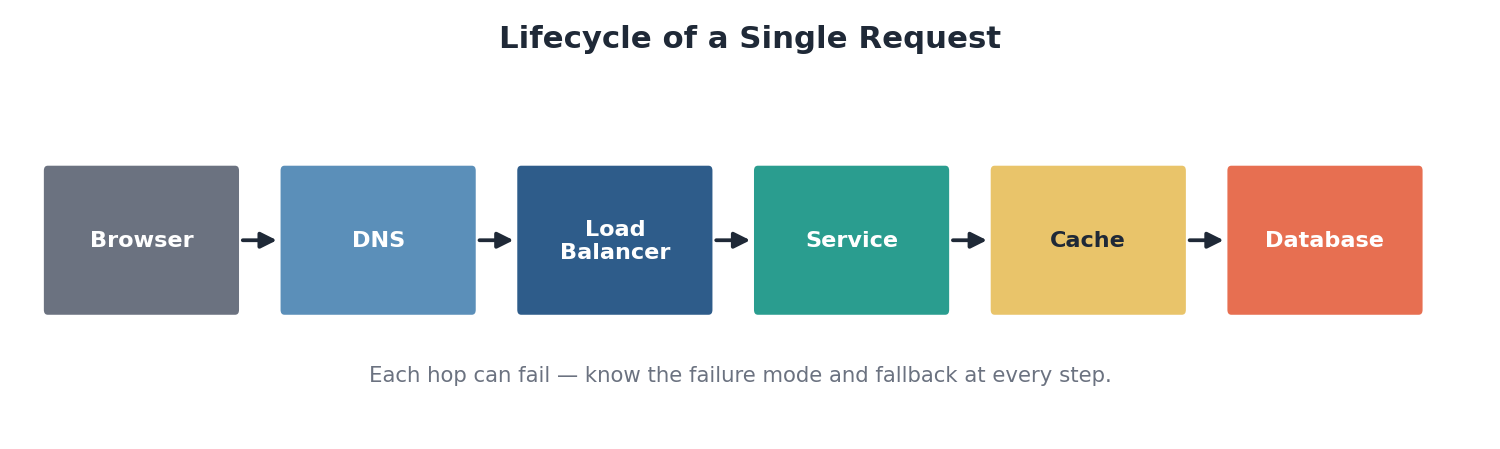 Lifecycle of a Single Request
Browser
DNS
Load
Balancer
Service
Cache
Database
Each hop can fail — know the failure mode and fallback at every step.